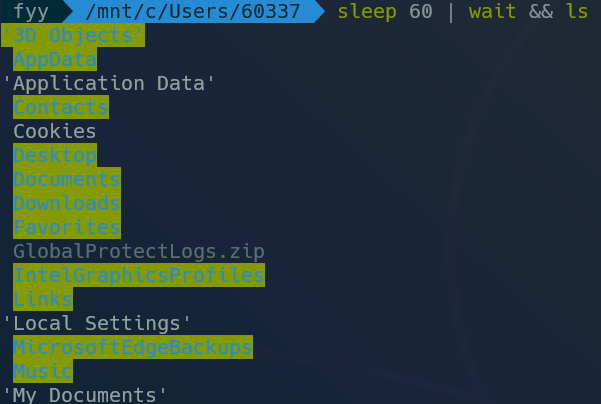 fyy /mnt/c/Users/60337 sleep 60 | wait && ls
'3D Objects'
AppData
'Application Data'
Contacts
Cookies
Desktop
Documents
Downloads
Favorites
GlobalProtectLogs.zip
IntelGraphicsProfiles
Links
'Local Settings'
MicrosoftEdgeBackups
Music
'My Documents'